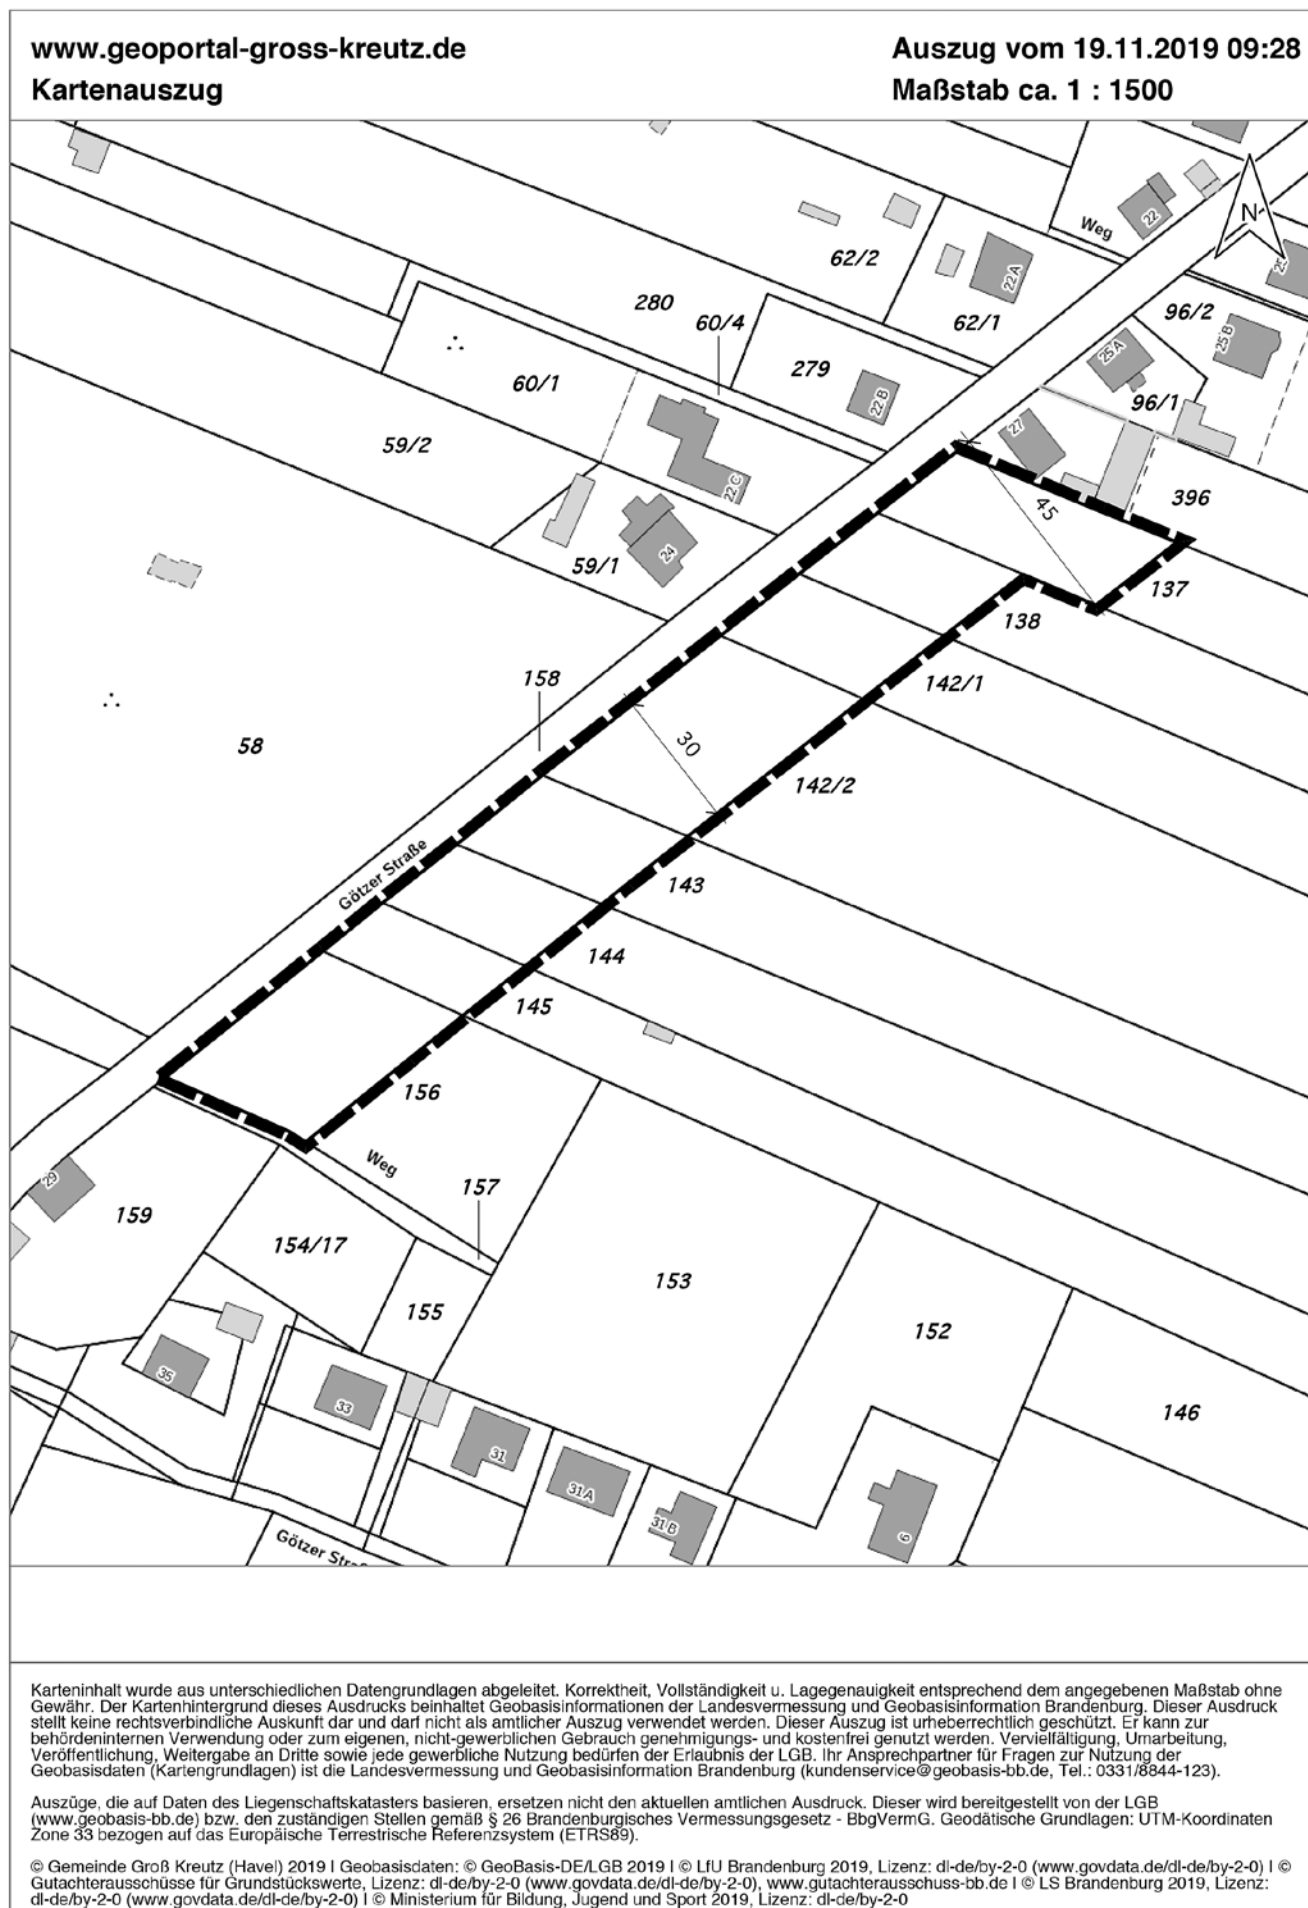 www.geoportal-gross-kreutz.de
Kartenauszug
Auszug vom 19.11.2019 09:28
Maßstab ca. 1 : 1500
N
22
Weg
25
62/2
22A
280
60/4
62/1
96/2
25B
25A
279
60/1
22B
96/1
27
59/2
22C
45
396
24
59/1
137
138
158
142/1
30
58
142/2
Götzer Straße
143
144
145
156
Weg
157
29
159
154/17
153
155
152
35
33
146
31
31A
31B
6
Götzer Straß
Karteninhalt wurde aus unterschiedlichen Datengrundlagen abgeleitet. Korrektheit, Vollständigkeit u. Lagegenauigkeit entsprechend dem angegebenen Maßstab ohne
Gewähr. Der Kartenhintergrund dieses Ausdrucks beinhaltet Geobasisinformationen der Landesvermessung und Geobasisinformation Brandenburg. Dieser Ausdruck
stellt keine rechtsverbindliche Auskunft dar und darf nicht als amtlicher Auszug verwendet werden. Dieser Auszug ist urheberrechtlich geschützt. Er kann zur
behördeninternen Verwendung oder zum eigenen, nicht-gewerblichen Gebrauch genehmigungs- und kostenfrei genutzt werden. Vervielfältigung, Umarbeitung,
Veröffentlichung, Weitergabe an Dritte sowie jede gewerbliche Nutzung bedürfen der Erlaubnis der LGB. Ihr Ansprechpartner für Fragen zur Nutzung der
Geobasisdaten (Kartengrundlagen) ist die Landesvermessung und Geobasisinformation Brandenburg (kundenservice@geobasis-bb.de, Tel.: 0331/8844-123).
Auszüge, die auf Daten des Liegenschaftskatasters basieren, ersetzen nicht den aktuellen amtlichen Ausdruck. Dieser wird bereitgestellt von der LGB
(www.geobasis-bb.de) bzw. den zuständigen Stellen gemäß § 26 Brandenburgisches Vermessungsgesetz - BbgVermG. Geodätische Grundlagen: UTM-Koordinaten
Zone 33 bezogen auf das Europäische Terrestrische Referenzsystem (ETRS89).
© Gemeinde Groß Kreutz (Havel) 2019 I Geobasisdaten: © GeoBasis-DE/LGB 2019 I © LfU Brandenburg 2019, Lizenz: dl-de/by-2-0 (www.govdata.de/dl-de/by-2-0) I ©
Gutachterausschüsse für Grundstückswerte, Lizenz: dl-de/by-2-0 (www.govdata.de/dl-de/by-2-0), www.gutachterausschuss-bb.de I © LS Brandenburg 2019, Lizenz:
dl-de/by-2-0 (www.govdata.de/dl-de/by-2-0) I © Ministerium für Bildung, Jugend und Sport 2019, Lizenz: dl-de/by-2-0